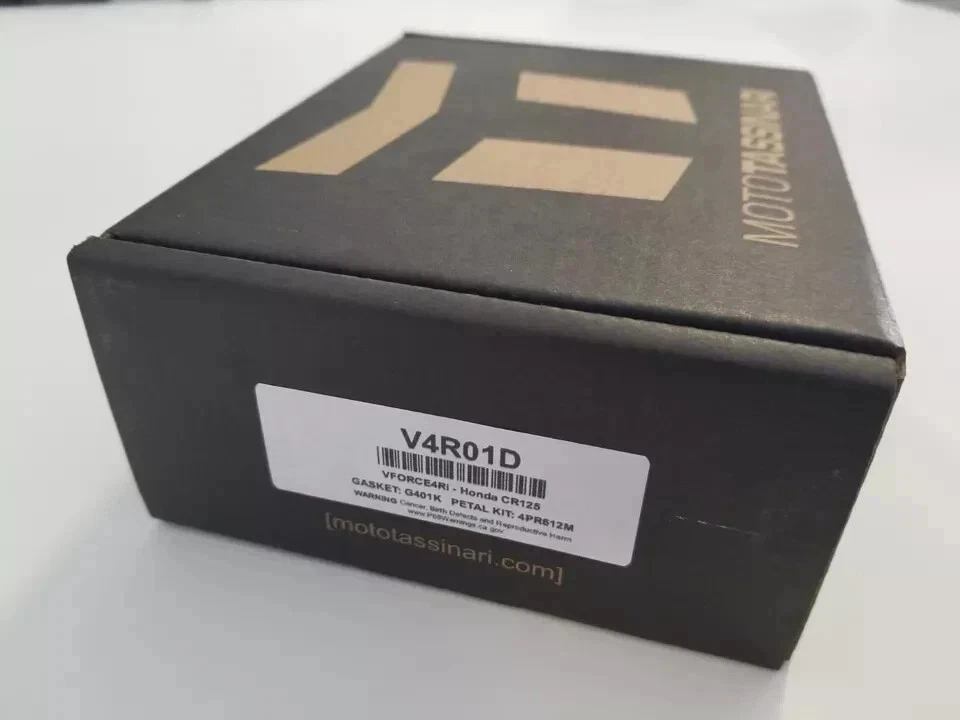 MOTOTASSINARI
V4R01D
VFORCE4Ri - Honda CR125
GASKET: G401K PETAL KIT: 4PR612M
WARNING Cancer, Birth Defects and Reproductive Harm
www.P65Warnings.ca.gov
[mototassinari.com]